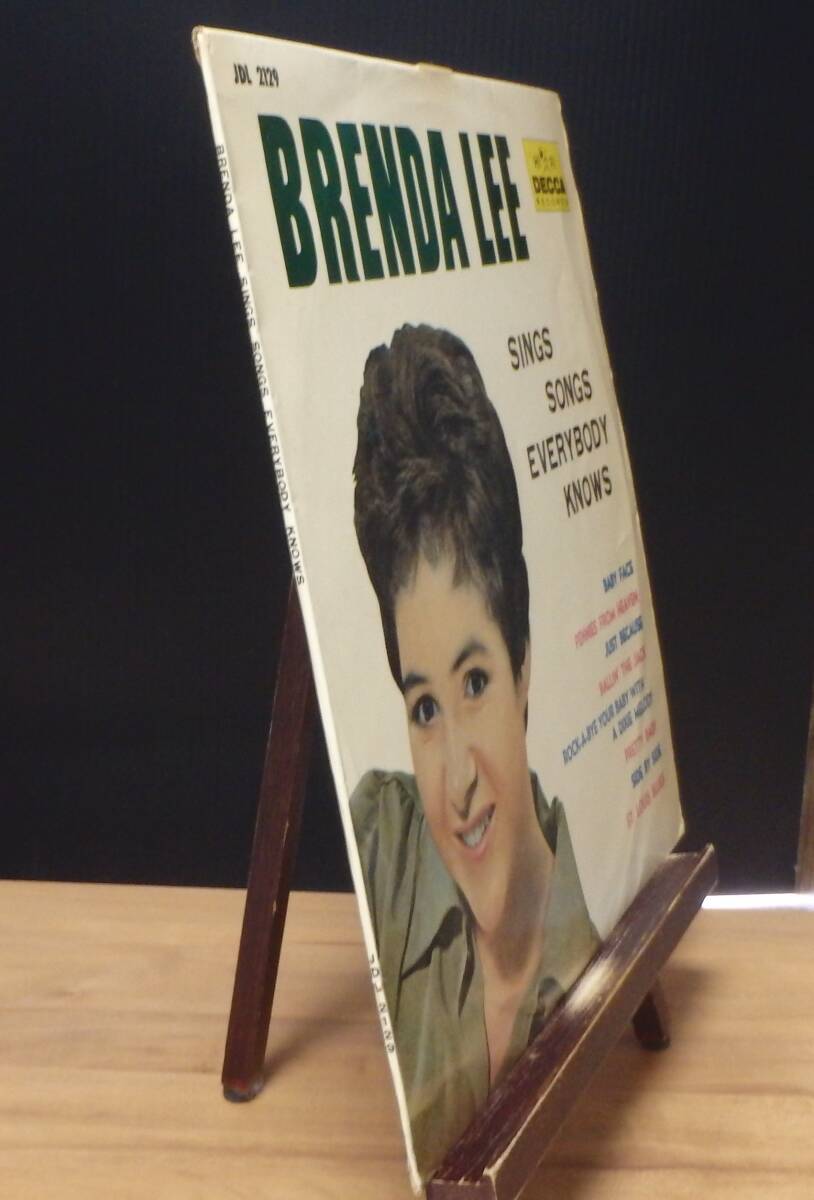 JDL 2129
BRENDA LEE
DECCA
RECORDS
SINGS
SONGS
EVERYBODY
KNOWS
BABY FACE
PENNIES FROM HEAVEN
JUST BECAUSE
BALLIN' THE JACK
ROCK-A-BYE YOUR BABY WITH
A DIXIE MELODY
PRETTY BABY
SIDE BY SIDE
ST. LOUIS BLUES
BRENDA LEE SINGS SONGS EVERYBODY KNOWS